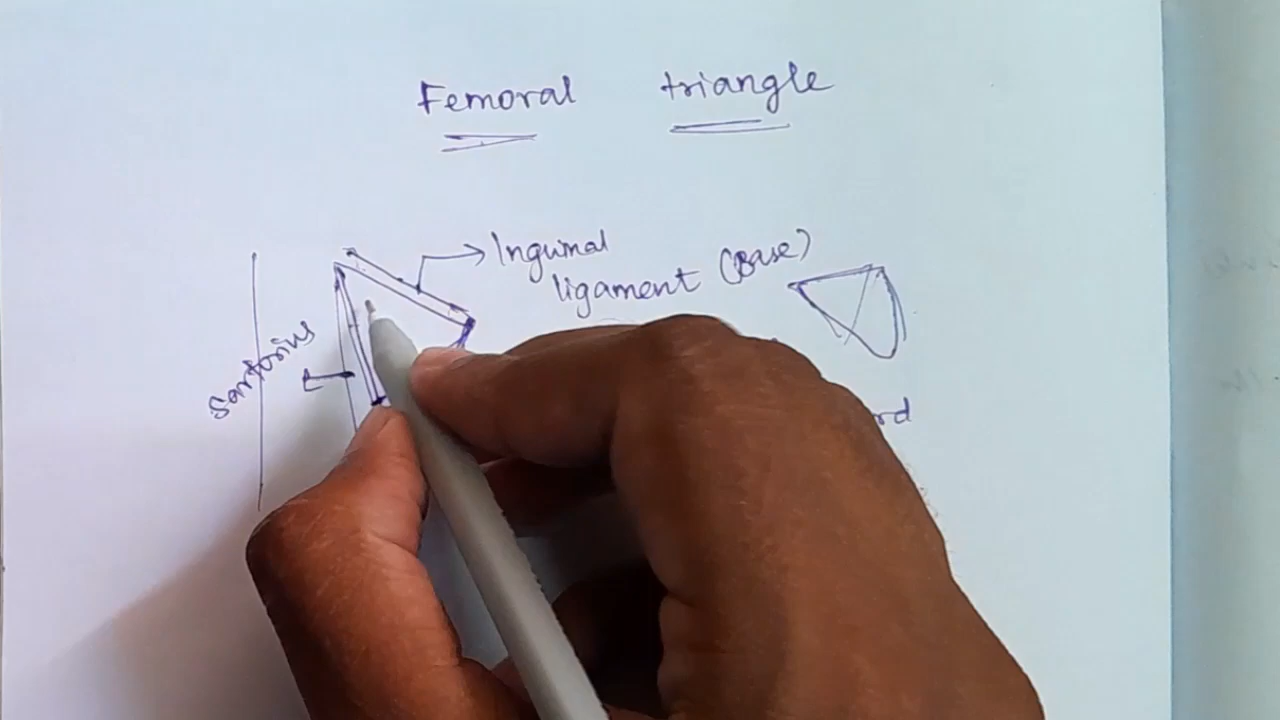 Femoral triangle
Inguinal
ligament (Base)
Sartorius